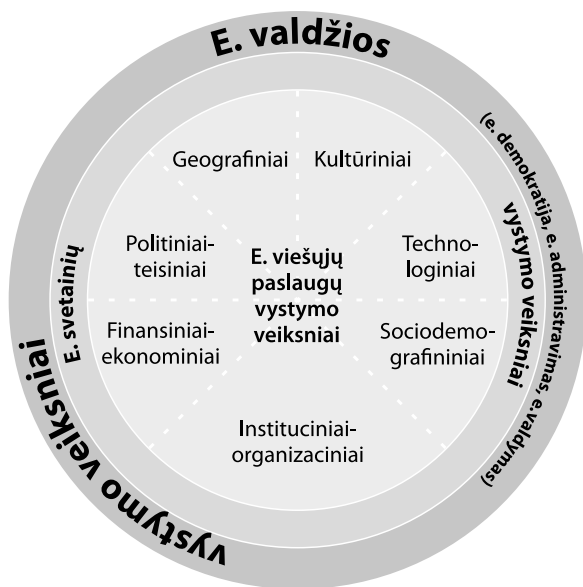 E. valdžios
vystymo veiksniai
(e. demokratija, e. administravimas, e.valdymas)
E. svetainių
vystymo veiksniai
Geografiniai
Kultūriniai
Politiniai-
teisiniai
E. viešųjų
paslaugų
vystymo
veiksniai
Techno-
loginiai
Finansiniai-
ekonominiai
Sociodemo-
grafininiai
Instituciniai-
organizaciniai